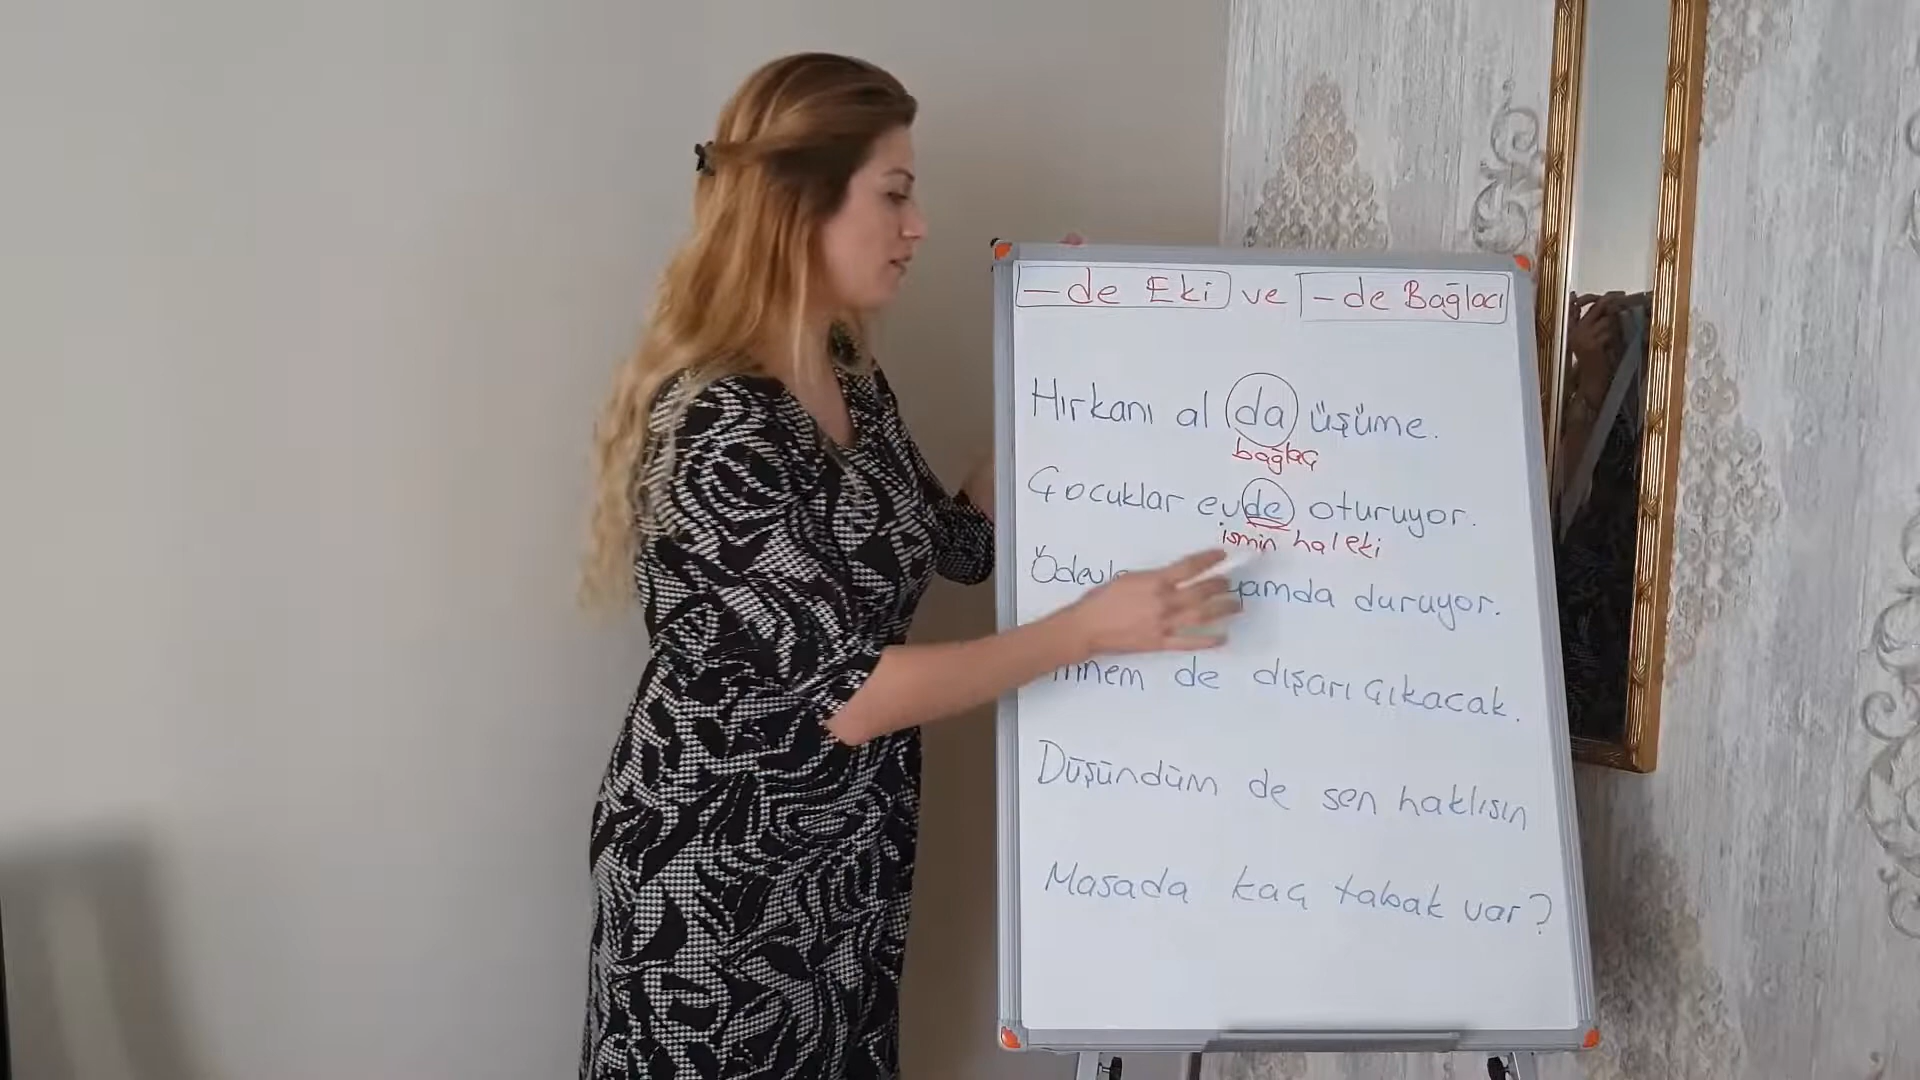 -de Eki ve -de Bağlacı
Hırkanı al da üşüme.
bağlaç
Çocuklar evde oturuyor.
ismin hal eki
duruyor.
de dışarı çıkacak.
Düşündüm de sen haklısın
Masada kaç tabak var?